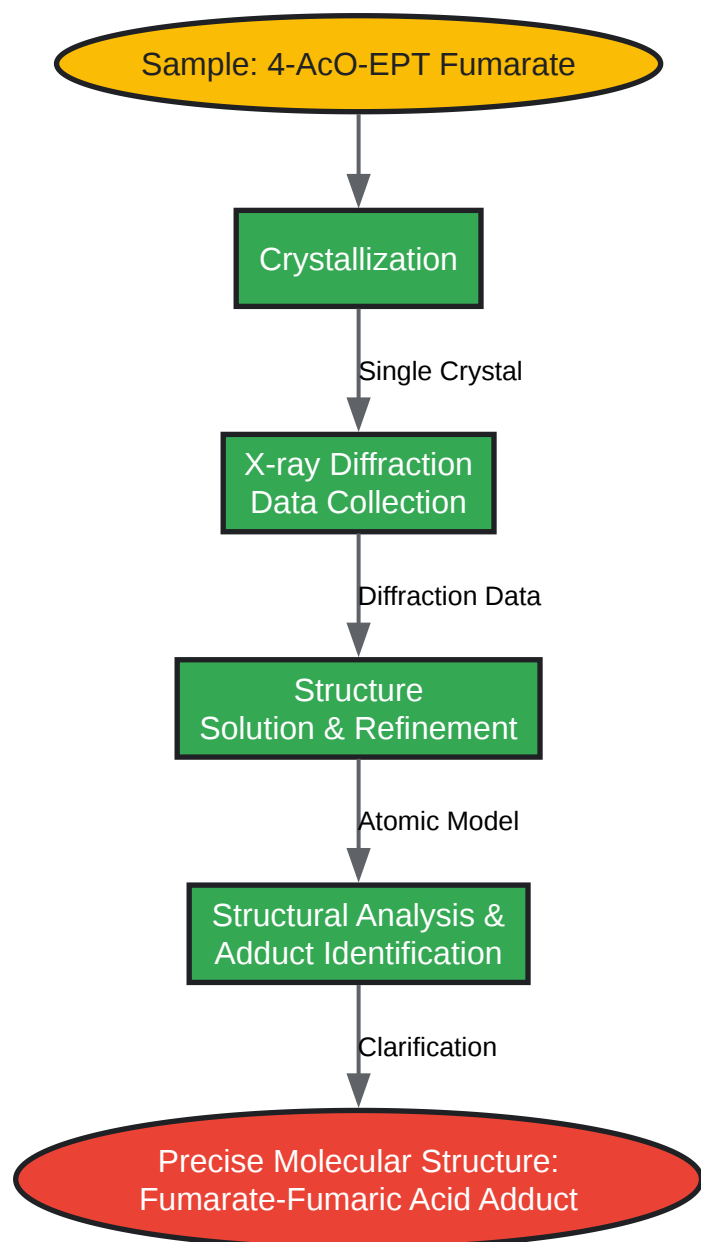 Sample: 4-AcO-EPT Fumarate
Crystallization
Single Crystal
X-ray Diffraction
Data Collection
Diffraction Data
Structure
Solution & Refinement
Atomic Model
Structural Analysis &
Adduct Identification
Clarification
Precise Molecular Structure:
Fumarate-Fumaric Acid Adduct